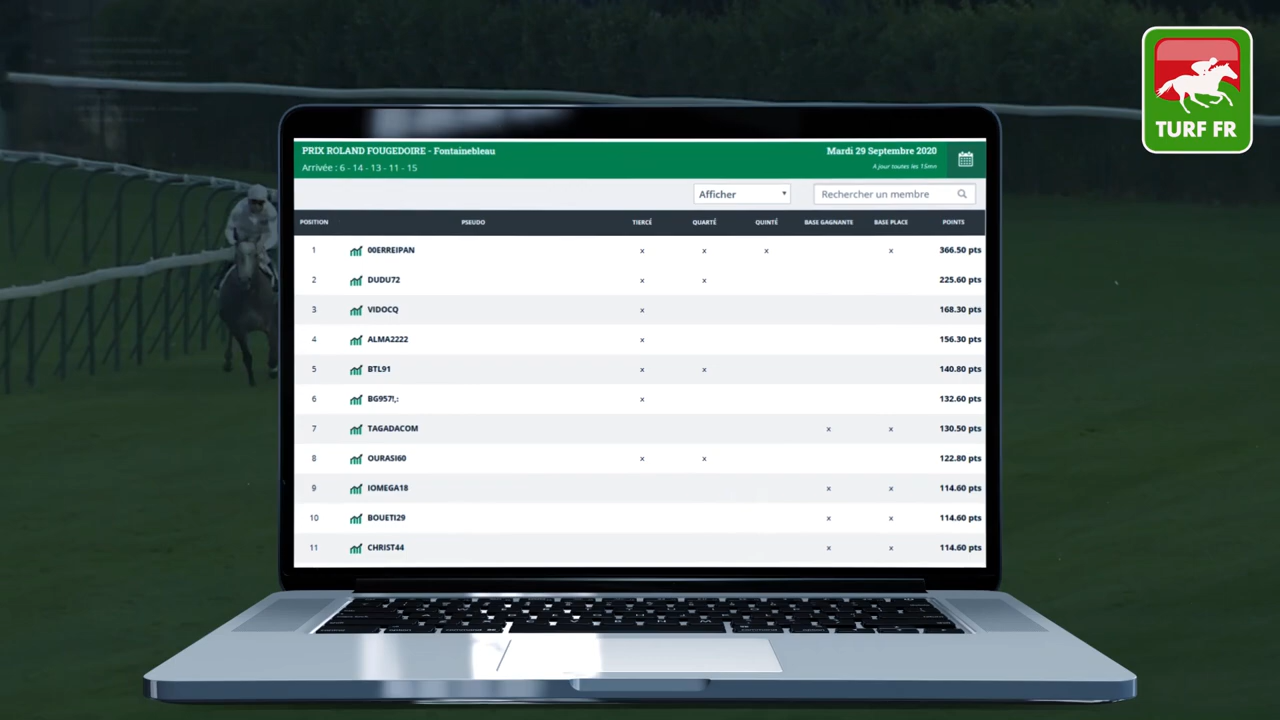 TURF FR
PRIX ROLAND FOUGEDOIRE - Fontainebleau
Mardi 29 Septembre 2020
Arrivée : 6 - 14 - 13 - 11 - 15
A jour toutes les 15mn
Afficher
Rechercher un membre
POSITION PSEUDO TIERCÉ QUARTÉ QUINTÉ BASE GAGNANTE BASE PLACE POINTS
1 00ERREIPAN x x x x 366.50 pts
2 DUDU72 x x 225.60 pts
3 VIDOCQ x 168.30 pts
4 ALMA2222 x 156.30 pts
5 BTL91 x x 140.80 pts
6 BG957!,: x 132.60 pts
7 TAGADACOM x x 130.50 pts
8 OURASI60 x x 122.80 pts
9 IOMEGA18 x x 114.60 pts
10 BOUETI29 x x 114.60 pts
11 CHRIST44 x x 114.60 pts